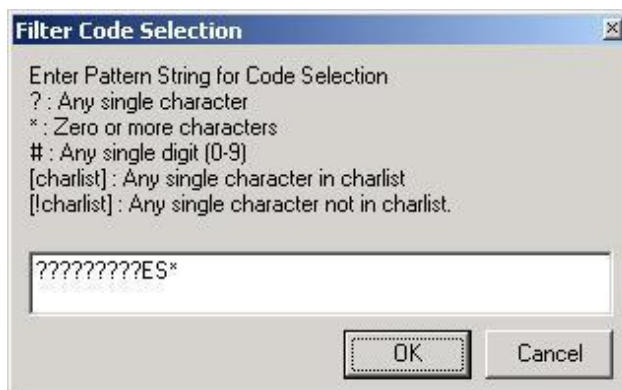 Filter Code Selection
Enter Pattern String for Code Selection
? : Any single character
* : Zero or more characters
# : Any single digit (0-9)
[charlist] : Any single character in charlist
[!charlist] : Any single character not in charlist.
?????????ES*
OK
Cancel